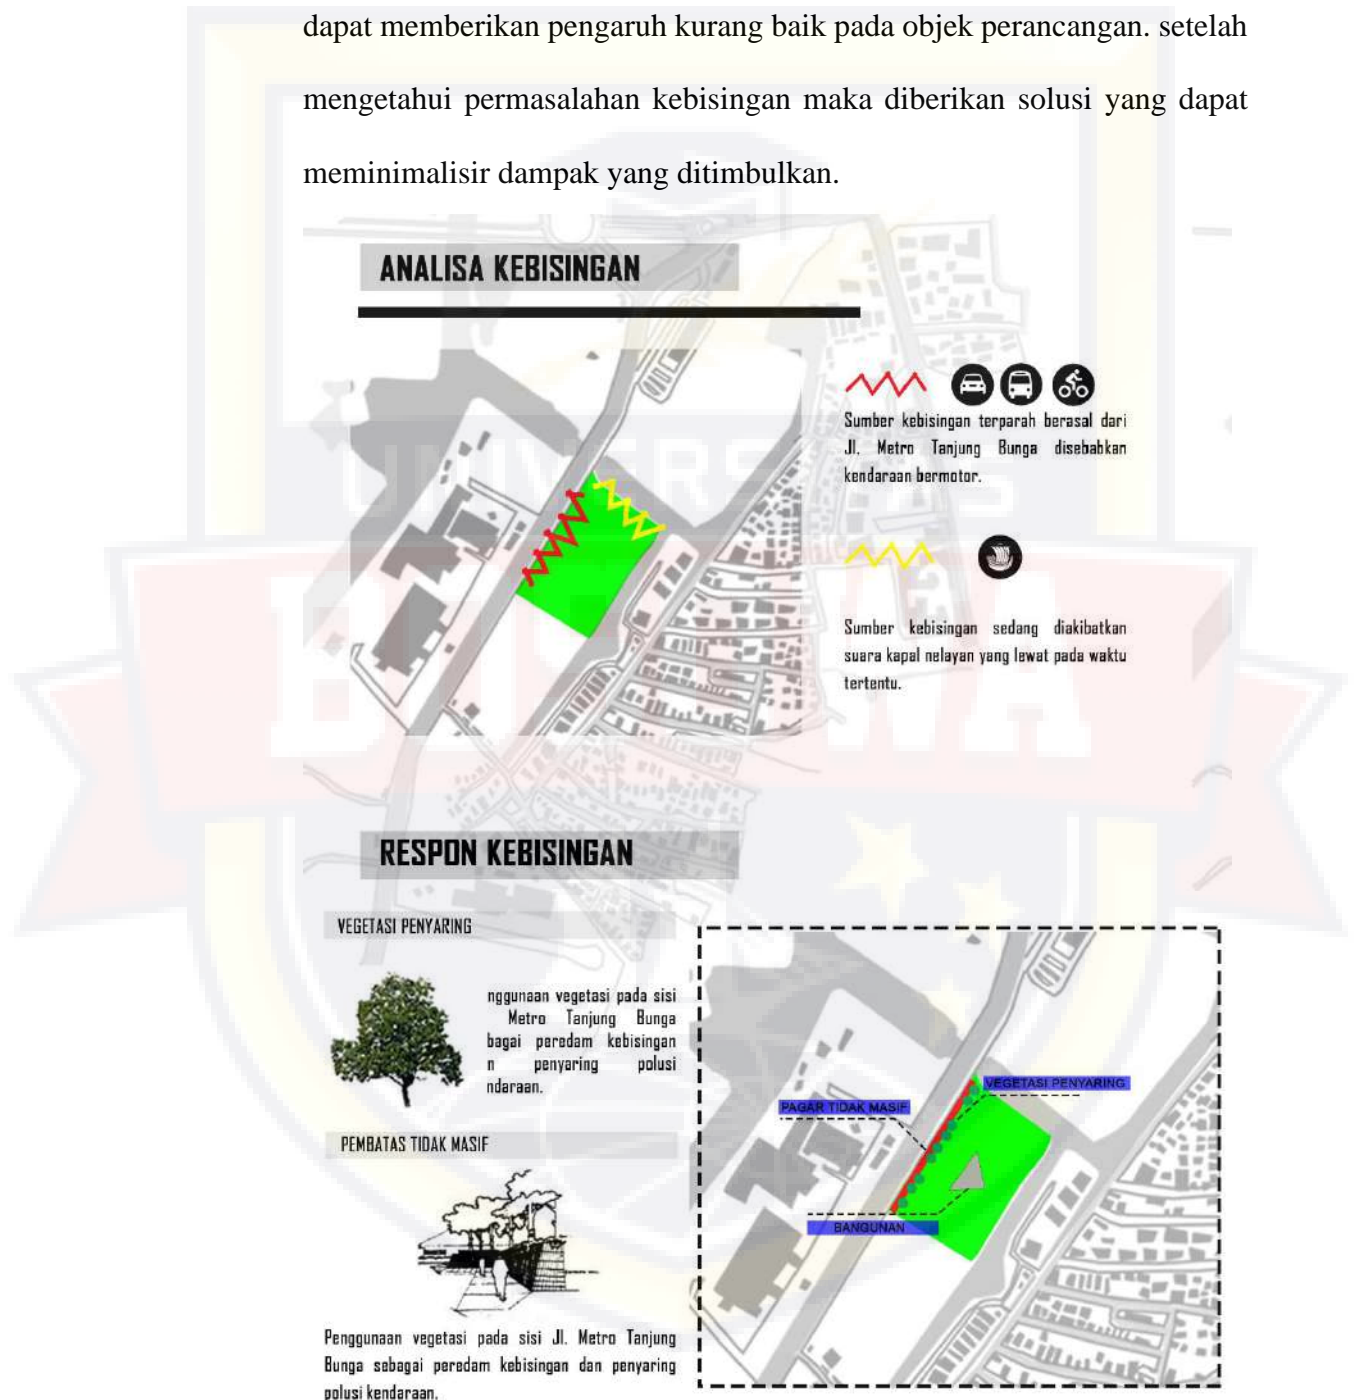 dapat memberikan pengaruh kurang baik pada objek perancangan. setelah
mengetahui permasalahan kebisingan maka diberikan solusi yang dapat
meminimalisir dampak yang ditimbulkan.
ANALISA KEBISINGAN
Sumber kebisingan terparah berasal dari
Jl. Metro Tanjung Bunga disebabkan
kendaraan bermotor.
Sumber kebisingan sedang diakibatkan
suara kapal nelayan yang lewat pada waktu
tertentu.
UNIVERSITAS
BOSOWA
RESPON KEBISINGAN
VEGETASI PENYARING
nggunaan vegetasi pada sisi
Metro Tanjung Bunga
bagai peredam kebisingan
n penyaring polusi
ndaraan.
PEMBATAS TIDAK MASIF
Penggunaan vegetasi pada sisi Jl. Metro Tanjung
Bunga sebagai peredam kebisingan dan penyaring
polusi kendaraan.
VEGETASI PENYARING
PAGAR TIDAK MASIF
BANGUNAN